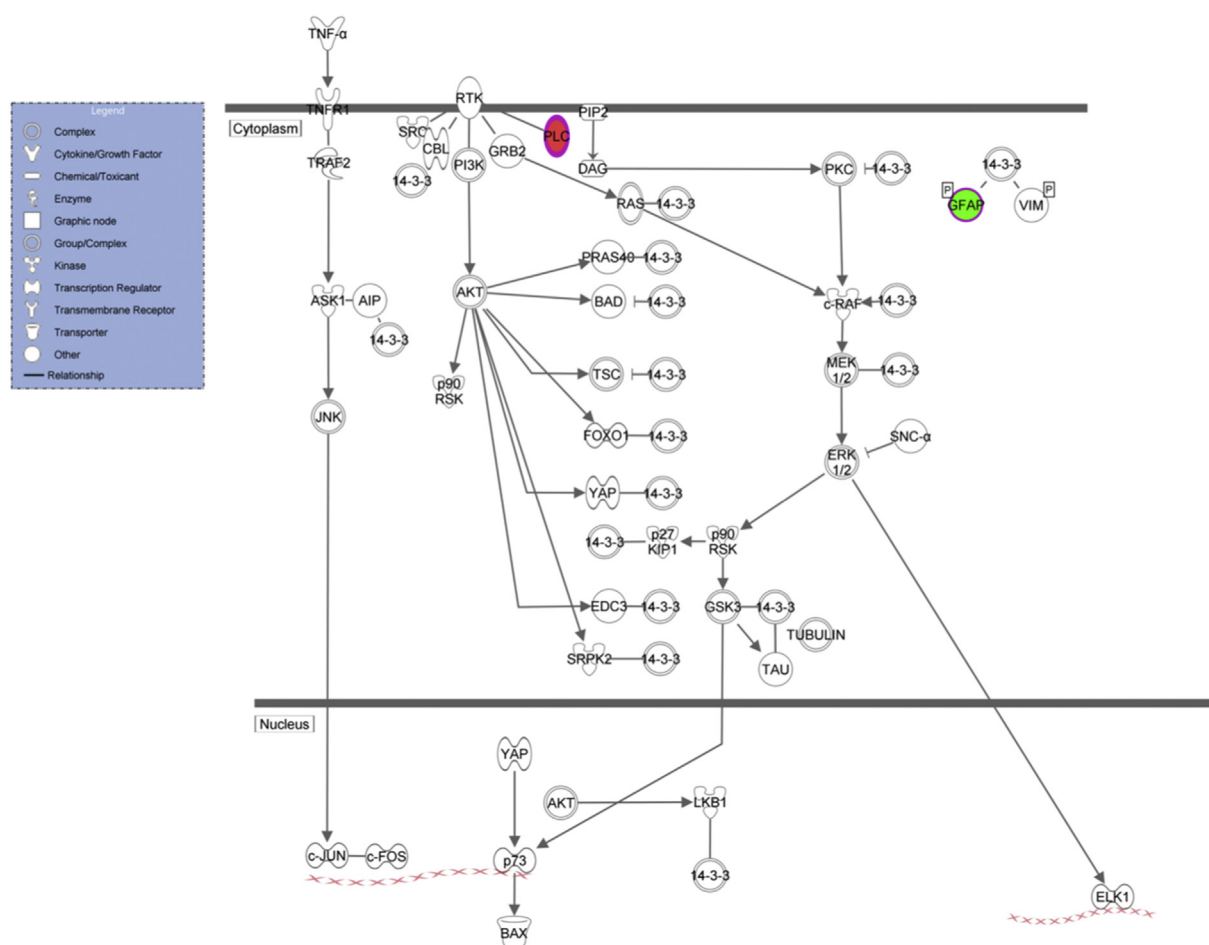 TNF-α
Legend
Complex
Cytokine/Growth Factor
Chemical/Toxicant
Enzyme
Graphic node
Group/Complex
Kinase
Transcription Regulator
Transmembrane Receptor
Transporter
Other
Relationship
TNFR1
RTK
PIP2
Cytoplasm
SRC
CBL
GRB2
PLC
TRAF2
PI3K
14-3-3
DAG
PKC
14-3-3
14-3-3
P
GFAP
P
VIM
RAS
14-3-3
PRAS40
14-3-3
AKT
BAD
14-3-3
ASK1
AIP
14-3-3
c-RAF
14-3-3
p90
RSK
TSC
14-3-3
MEK
1/2
14-3-3
JNK
FOXO1
14-3-3
SNC-α
ERK
1/2
YAP
14-3-3
14-3-3
p27
KIP1
p90
RSK
EDC3
14-3-3
GSK3
14-3-3
TUBULIN
SRPK2
14-3-3
TAU
Nucleus
YAP
AKT
LKB1
c-JUN
c-FOS
p73
14-3-3
ELK1
BAX